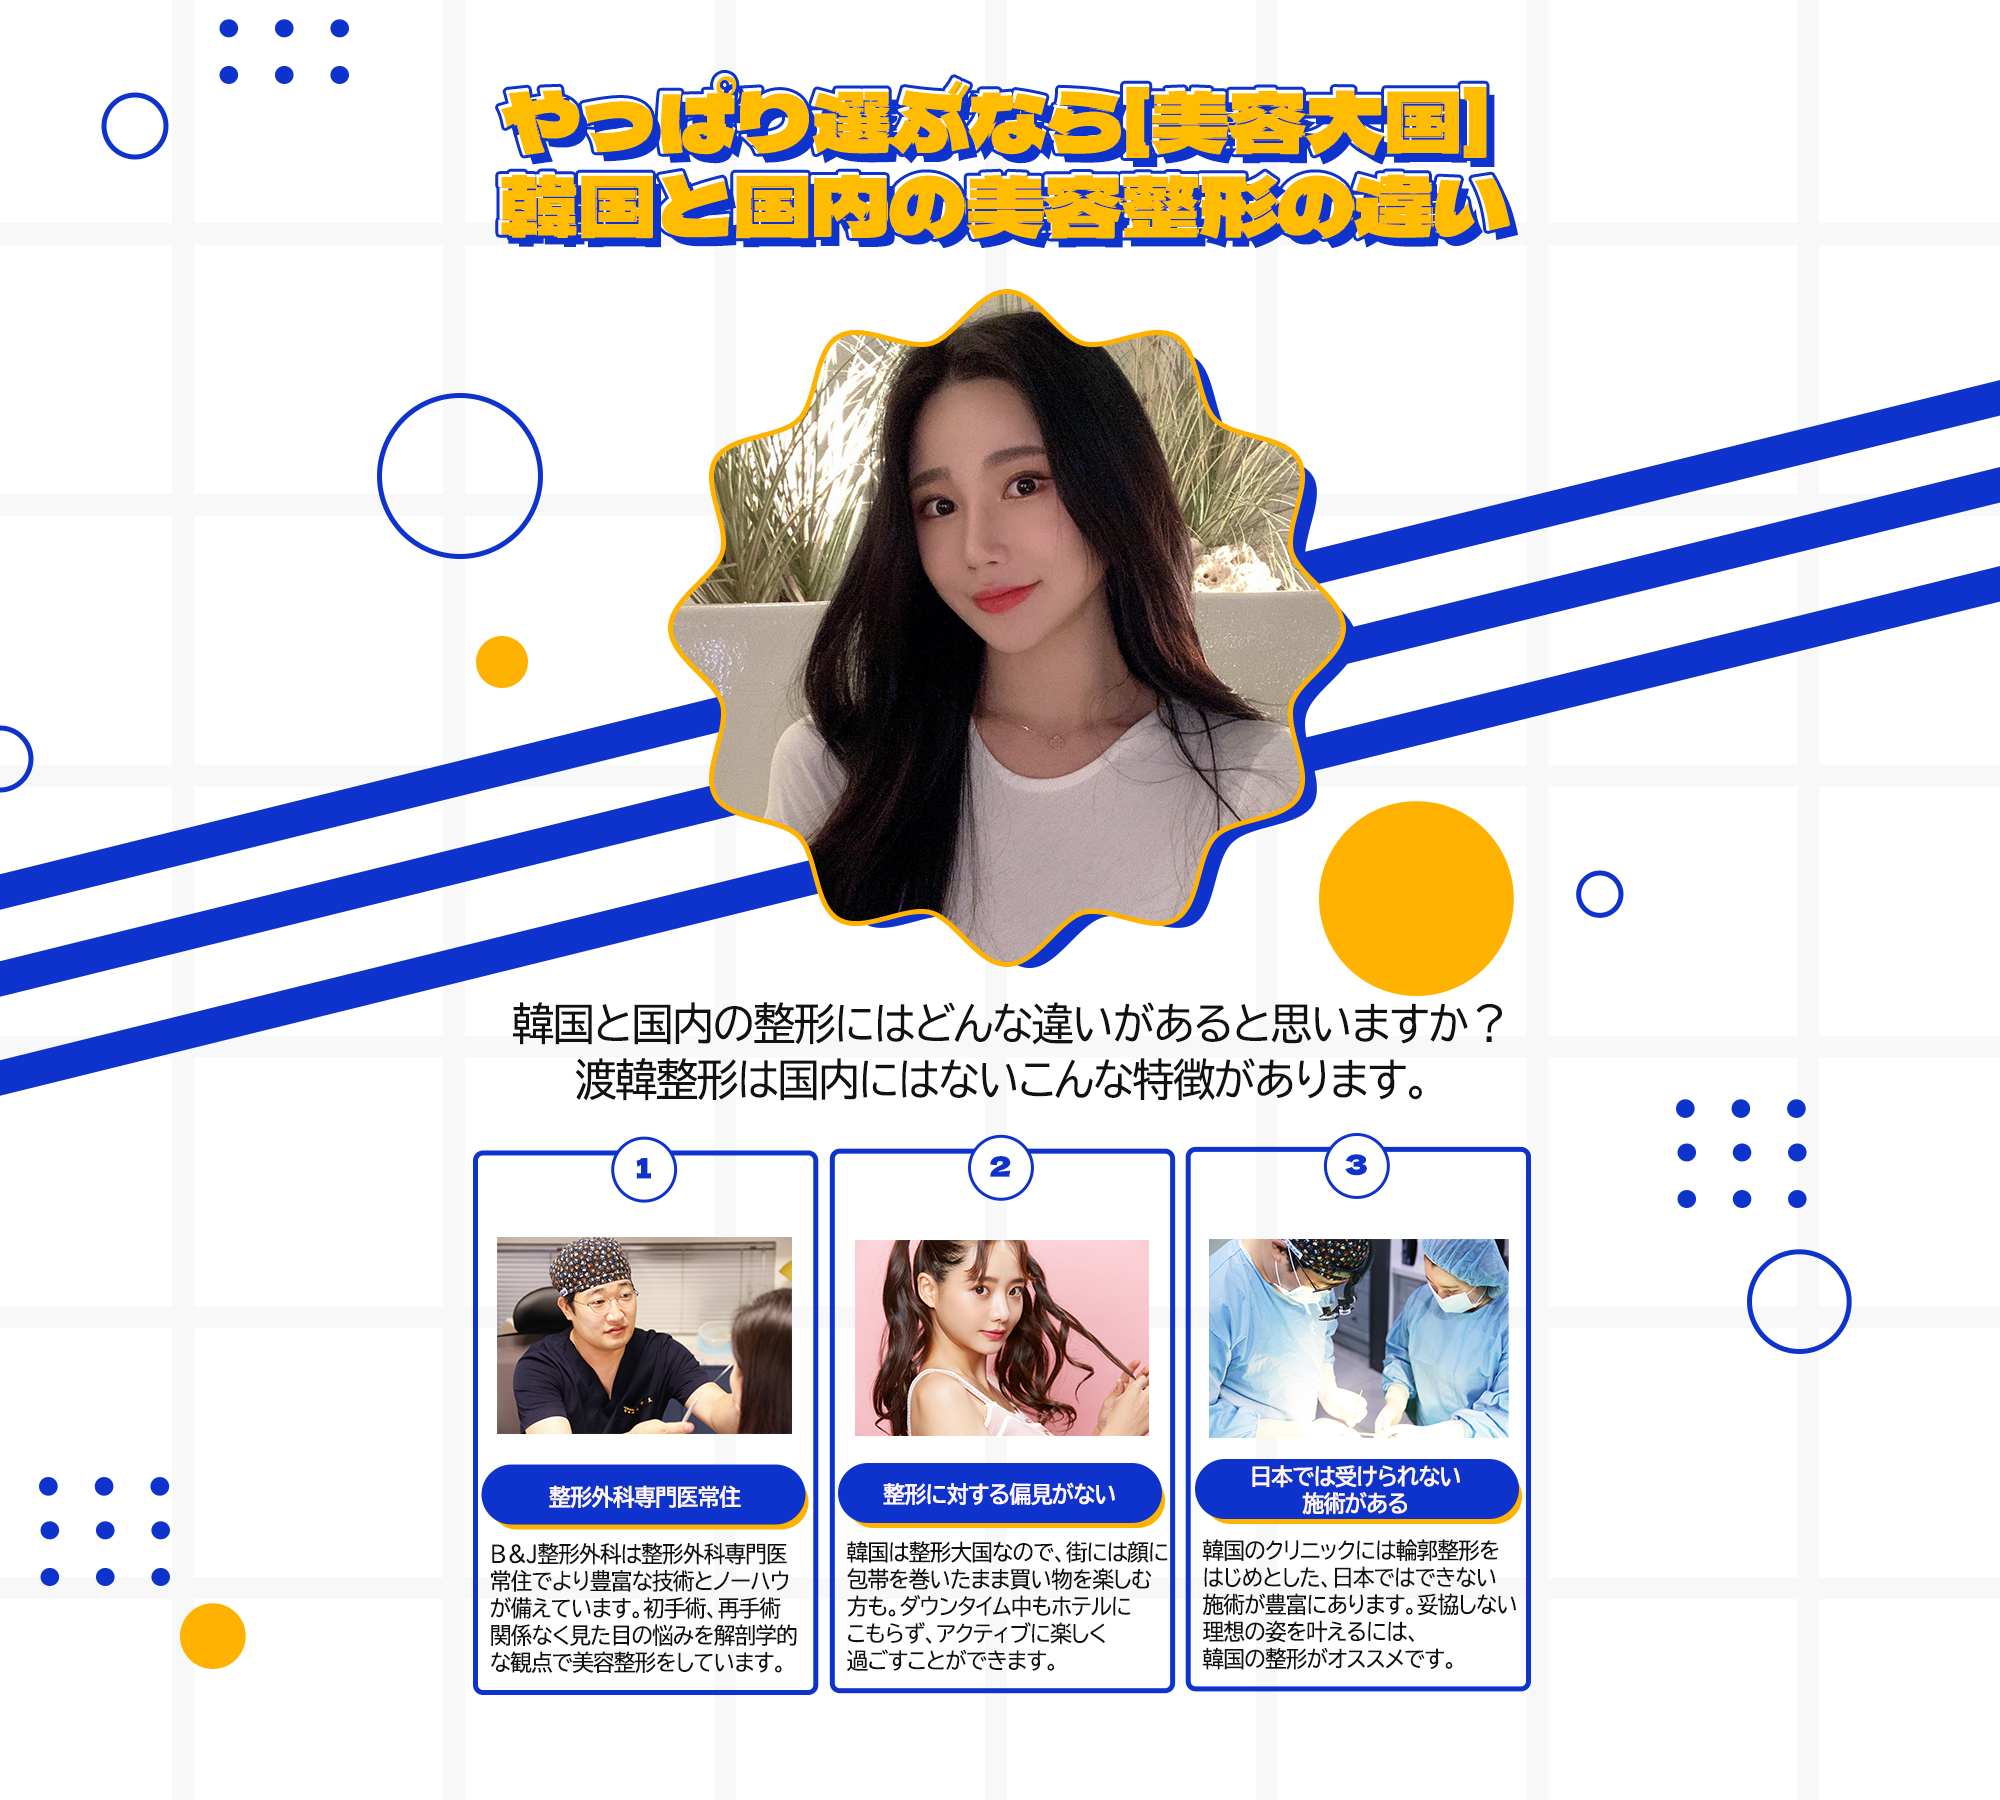 やっぱり選ぶなら[美容大国]
韓国と国内の美容整形の違い
韓国と国内の整形にはどんな違いがあると思いますか？
渡韓整形は国内にはないこんな特徴があります。
1
整形外科専門医常住
B&J整形外科は整形外科専門医
常住でより豊富な技術とノーハウ
が備えています。初手術、再手術
関係なく見た目の悩みを解剖学的
な観点で美容整形をしています。
2
整形に対する偏見がない
韓国は整形大国なので、街には顔に
包帯を巻いたまま買い物を楽しむ
方も。ダウンタイム中もホテルに
こもらず、アクティブに楽しく
過ごすことができます。
3
日本では受けられない
施術がある
韓国のクリニックには輪郭整形を
はじめとした、日本ではできない
施術が豊富にあります。妥協しない
理想の姿を叶えるには、
韓国の整形がオススメです。